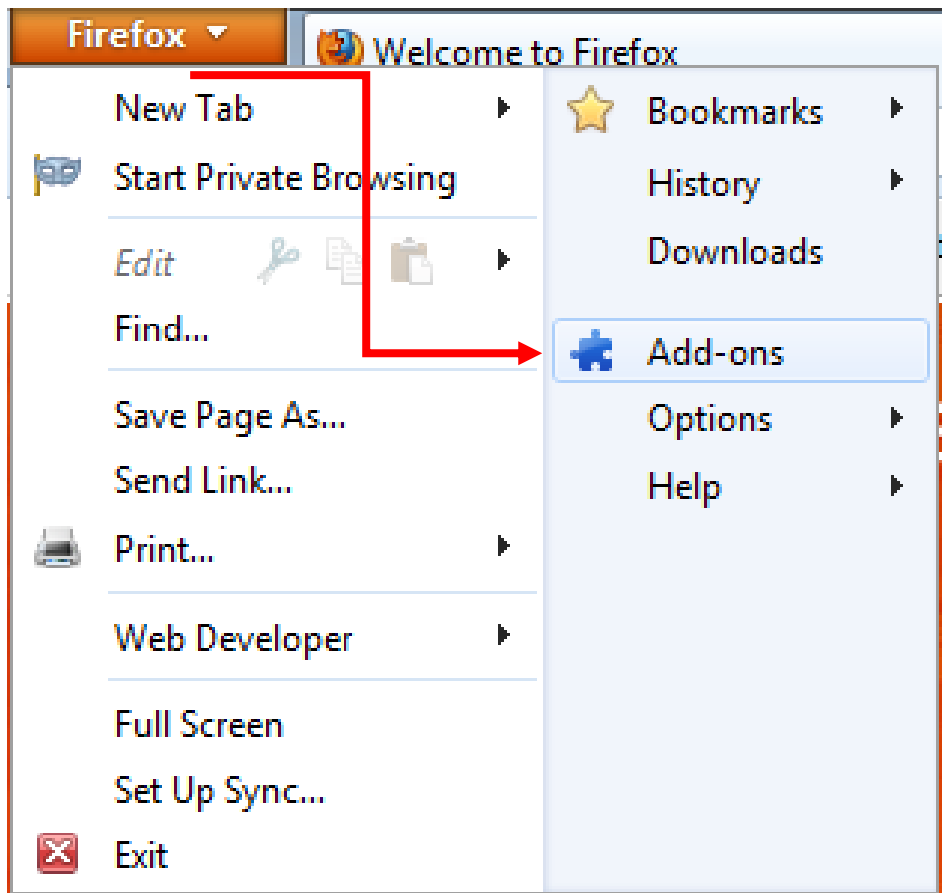 Firefox
Welcome to Firefox
New Tab
Start Private Browsing
Edit
Find...
Save Page As...
Send Link...
Print...
Web Developer
Full Screen
Set Up Sync...
Exit
Bookmarks
History
Downloads
Add-ons
Options
Help